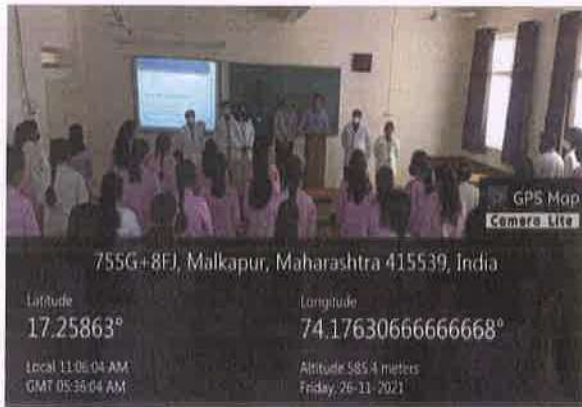 GPS Map
Camera Lite
755G+8FJ, Malkapur, Maharashtra 415539, India
Latitude
17.25863°
Longitude
74.17630666666668°
Local 11:06:04 AM
GMT 05:36:04 AM
Altitude 585.4 meters
Friday, 26-11-2021